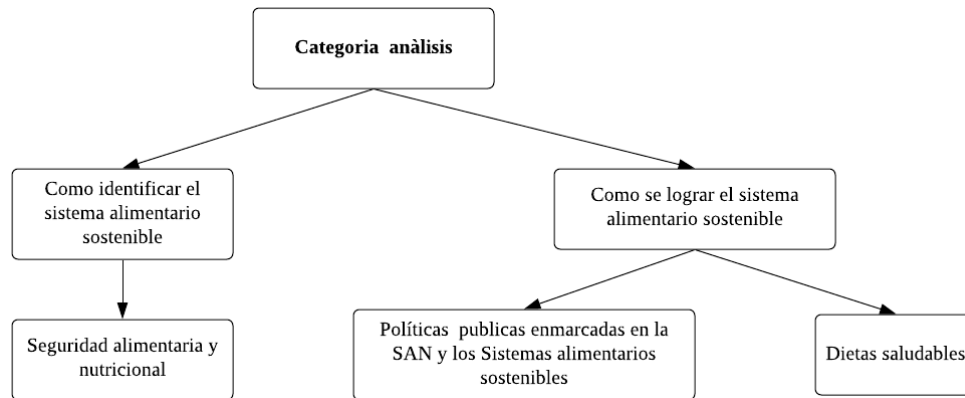 Categoria anàlisis
Como identificar el
sistema alimentario
sostenible
Como se lograr el sistema
alimentario sostenible
Seguridad alimentaria y
nutricional
Políticas publicas enmarcadas en la
SAN y los Sistemas alimentarios
sostenibles
Dietas saludables